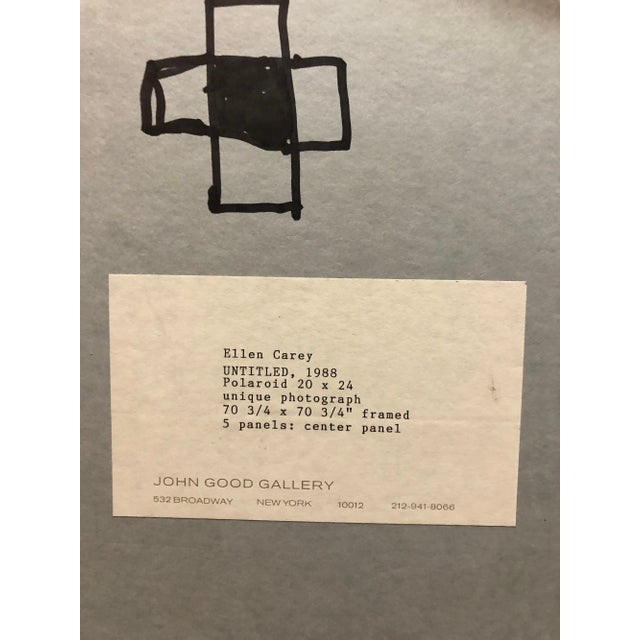 Ellen Carey
UNTITLED, 1988
Polaroid 20 x 24
unique photograph
70 3/4 x 70 3/4" framed
5 panels: center panel
JOHN GOOD GALLERY
532 BROADWAY NEW YORK 10012 212-941-8066